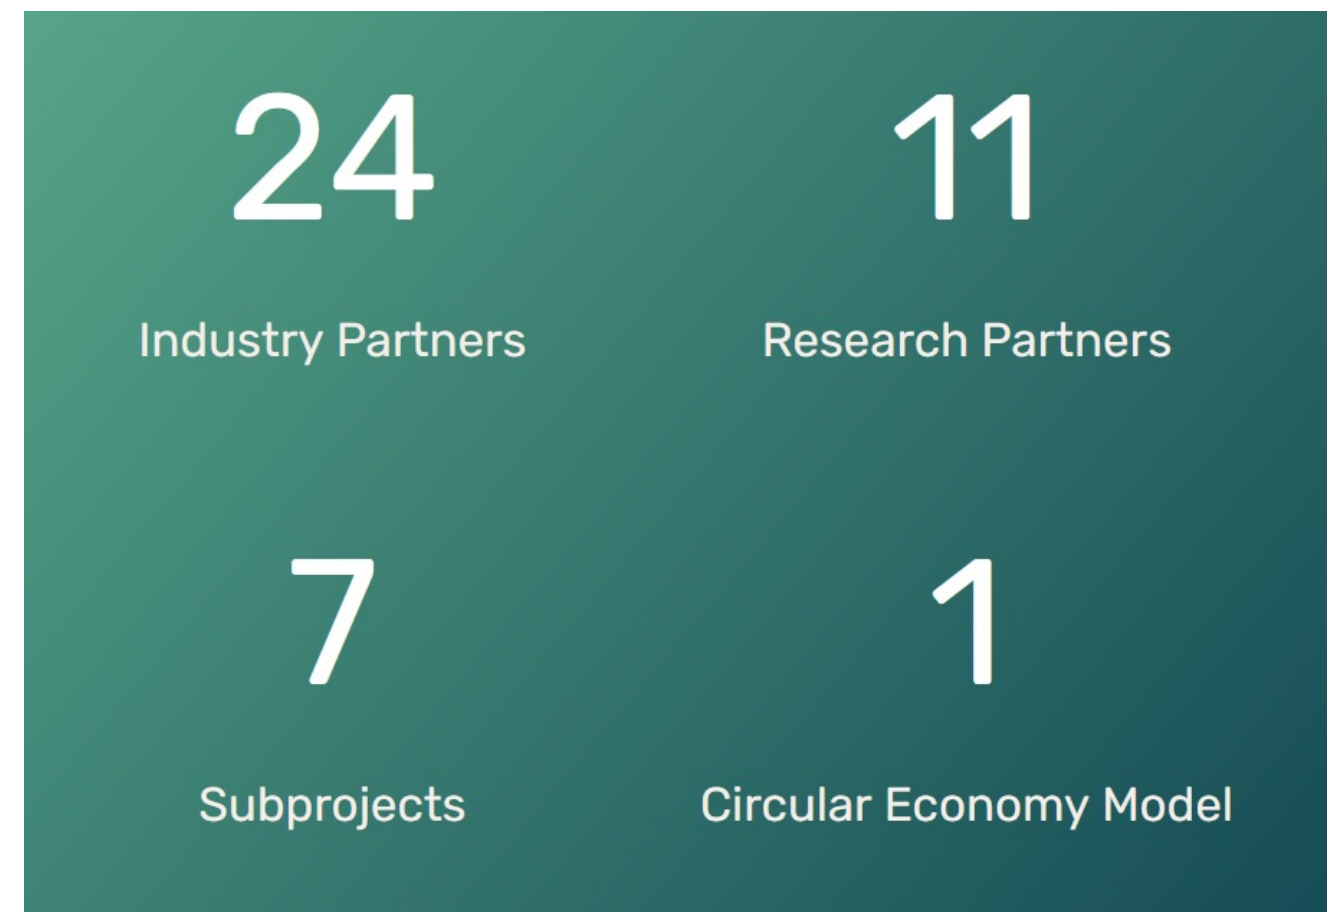 24
11
Industry Partners
Research Partners
7
1
Subprojects
Circular Economy Model